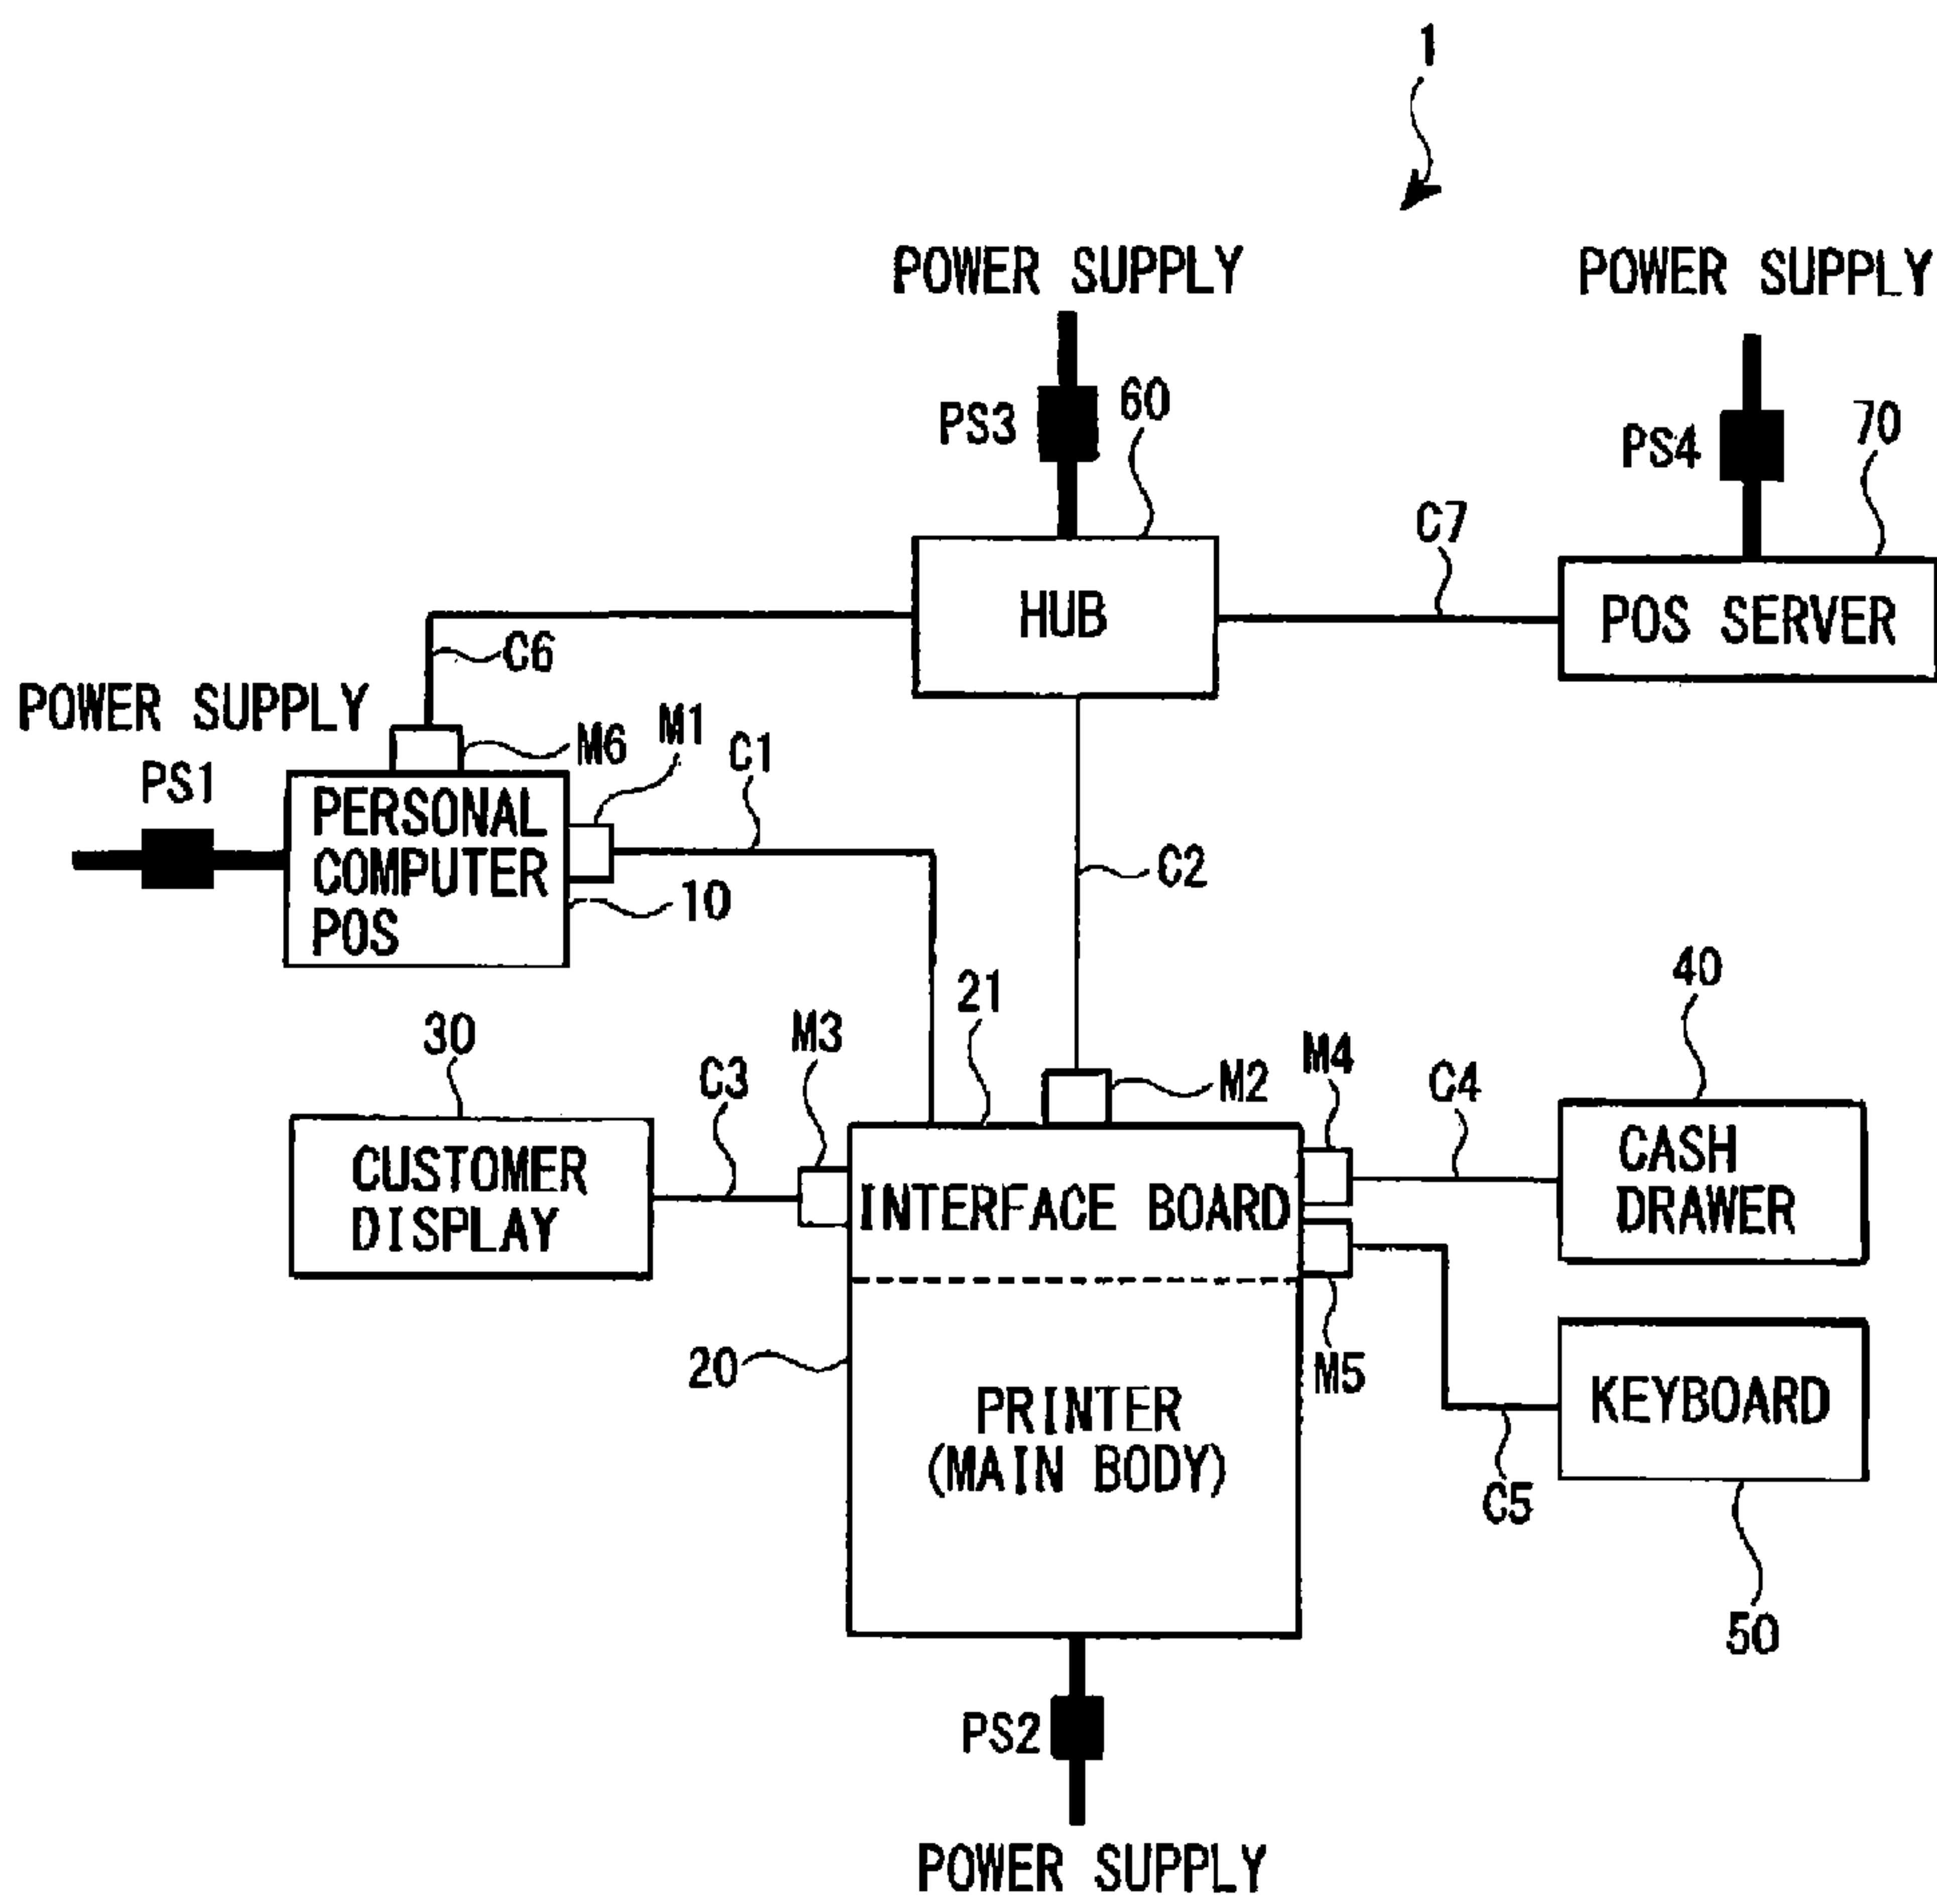 1
POWER SUPPLY
POWER SUPPLY
PS3
60
PS4
70
C7
HUB
POS SERVER
C6
POWER SUPPLY
M6
M1
C1
PS1
PERSONAL
COMPUTER
POS
10
C2
21
40
30
M3
C3
M2
M4
C4
CUSTOMER
DISPLAY
INTERFACE BOARD
CASH
DRAWER
20
M5
PRINTER
(MAIN BODY)
KEYBOARD
C5
50
PS2
POWER SUPPLY